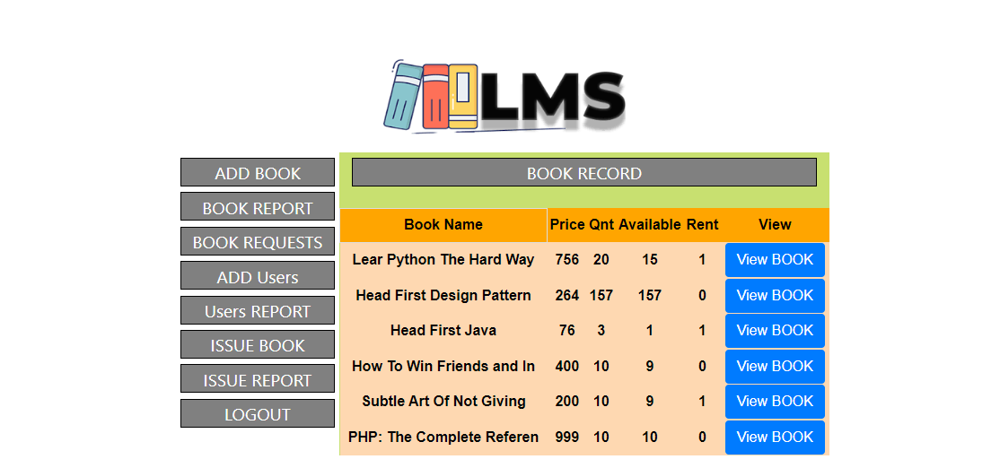 LMS
ADD BOOK
BOOK REPORT
BOOK REQUESTS
ADD Users
Users REPORT
ISSUE BOOK
ISSUE REPORT
LOGOUT
BOOK RECORD
Book Name Price Qnt Available Rent View
Lear Python The Hard Way 756 20 15 1 View BOOK
Head First Design Pattern 264 157 157 0 View BOOK
Head First Java 76 3 1 1 View BOOK
How To Win Friends and In 400 10 9 0 View BOOK
Subtle Art Of Not Giving 200 10 9 1 View BOOK
PHP: The Complete Referen 999 10 10 0 View BOOK